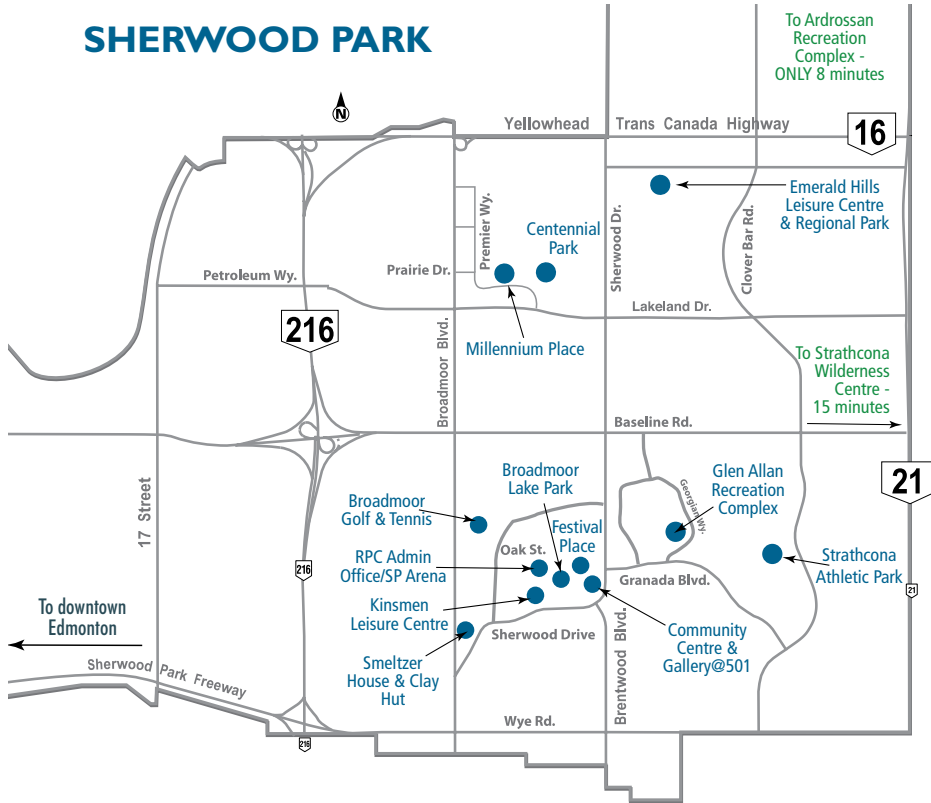 SHERWOOD PARK
To Ardrossan
Recreation
Complex -
ONLY 8 minutes
N
Yellowhead Trans Canada Highway
16
Emerald Hills
Leisure Centre
& Regional Park
Premier Wy.
Centennial
Park
Sherwood Dr.
Clover Bar Rd.
Petroleum Wy.
Prairie Dr.
Lakeland Dr.
216
Broadmoor Blvd.
Millennium Place
To Strathcona
Wilderness
Centre -
15 minutes
Baseline Rd.
17 Street
Broadmoor
Golf & Tennis
Broadmoor
Lake Park
Georgian Wy.
Glen Allan
Recreation
Complex
21
Festival
Place
Oak St.
RPC Admin
Office/SP Arena
216
Granada Blvd.
Strathcona
Athletic Park
21
Kinsmen
Leisure Centre
To downtown
Edmonton
Sherwood Drive
Brentwood Blvd.
Community
Centre &
Gallery@501
Smeltzer
House & Clay
Hut
Sherwood Park Freeway
Wye Rd.
216